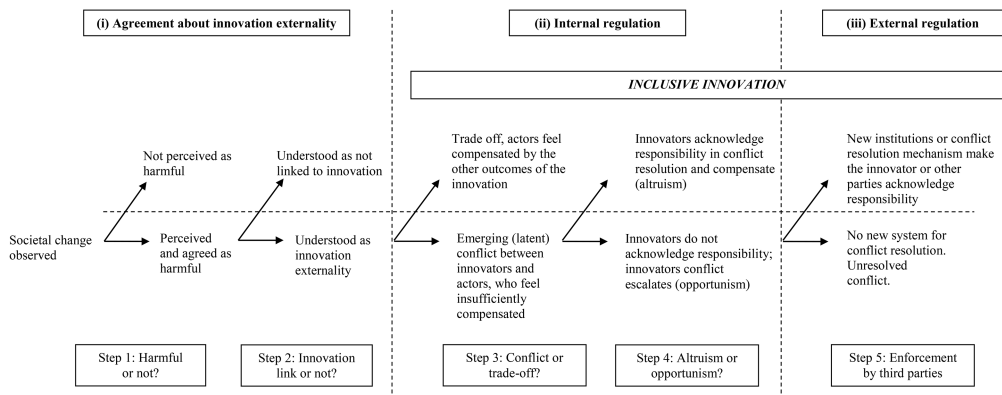 (i) Agreement about innovation externality
(ii) Internal regulation
(iii) External regulation
INCLUSIVE INNOVATION
Not perceived as
harmful
Understood as not
linked to innovation
Trade off, actors feel
compensated by the
other outcomes of the
innovation
Innovators acknowledge
responsibility in conflict
resolution and compensate
(altruism)
New institutions or conflict
resolution mechanism make
the innovator or other
parties acknowledge
responsibility
Societal change
observed
Perceived
and agreed as
harmful
Understood as
innovation
externality
Emerging (latent)
conflict between
innovators and
actors, who feel
insufficiently
compensated
Innovators do not
acknowledge responsibility;
innovators conflict
escalates (opportunism)
No new system for
conflict resolution.
Unresolved
conflict.
Step 1: Harmful
or not?
Step 2: Innovation
link or not?
Step 3: Conflict or
trade-off?
Step 4: Altruism or
opportunism?
Step 5: Enforcement
by third parties